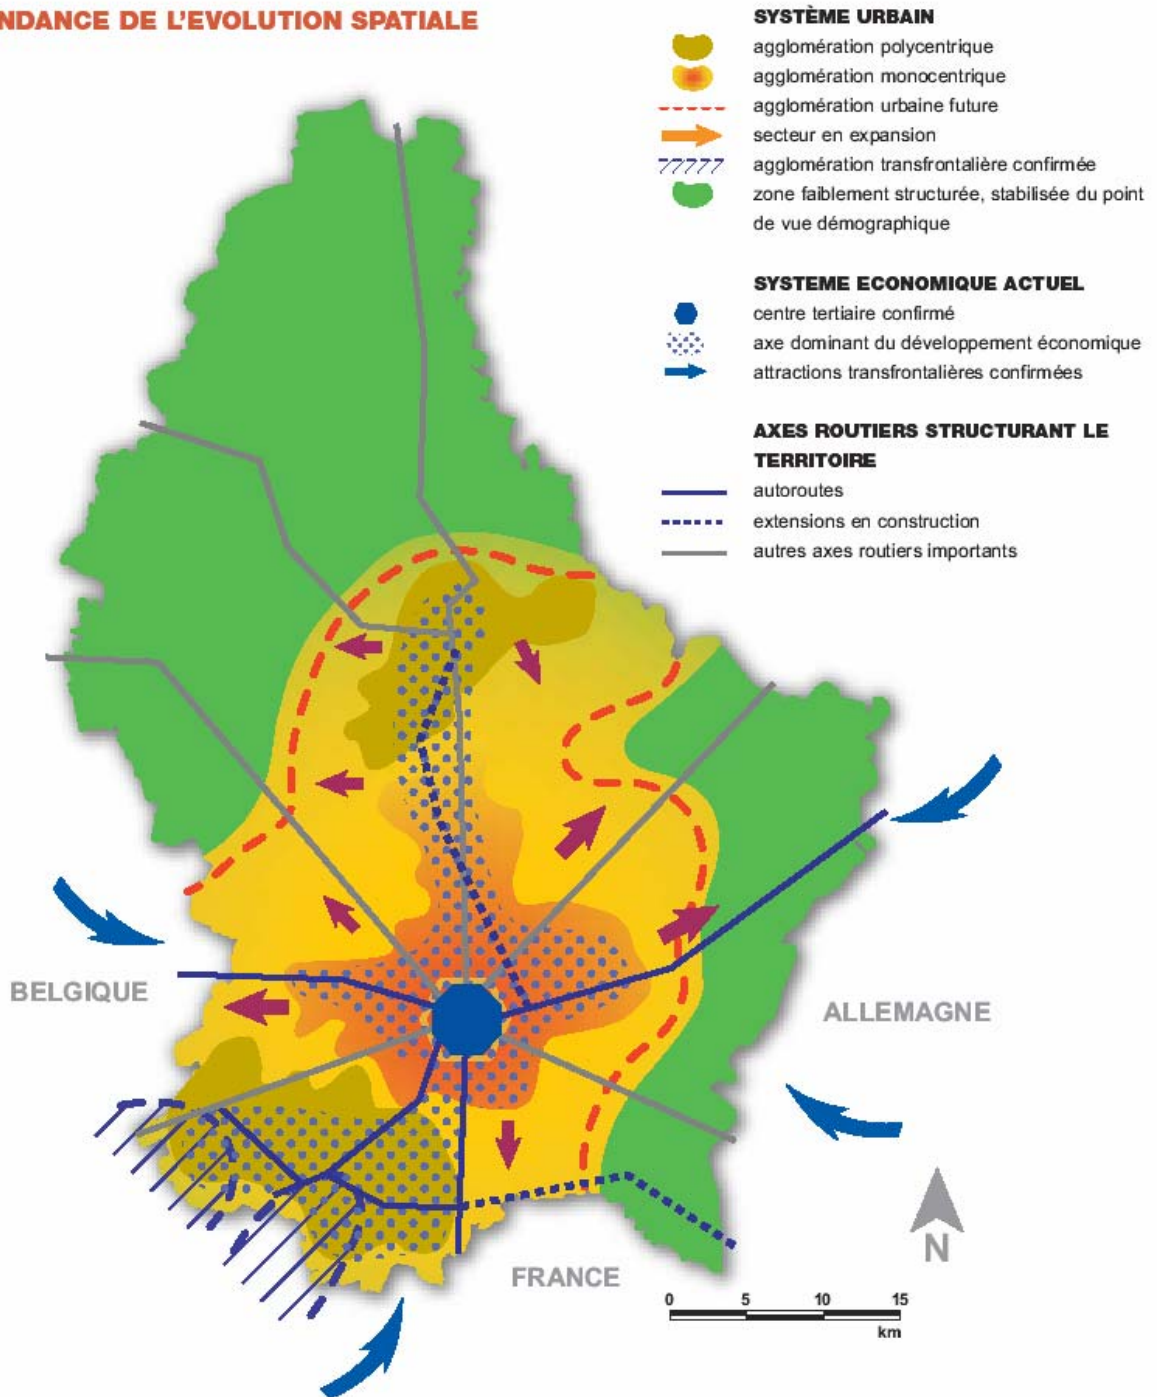 NDANCE DE L'EVOLUTION SPATIALE
SYSTÈME URBAIN
agglomération polycentrique
agglomération monocentrique
agglomération urbaine future
secteur en expansion
agglomération transfrontalière confirmée
zone faiblement structurée, stabilisée du point
de vue démographique
SYSTEME ECONOMIQUE ACTUEL
centre tertiaire confirmé
axe dominant du développement économique
attractions transfrontalières confirmées
AXES ROUTIERS STRUCTURANT LE
TERRITOIRE
autoroutes
extensions en construction
autres axes routiers importants
BELGIQUE
ALLEMAGNE
FRANCE
N
0 5 10 15
km